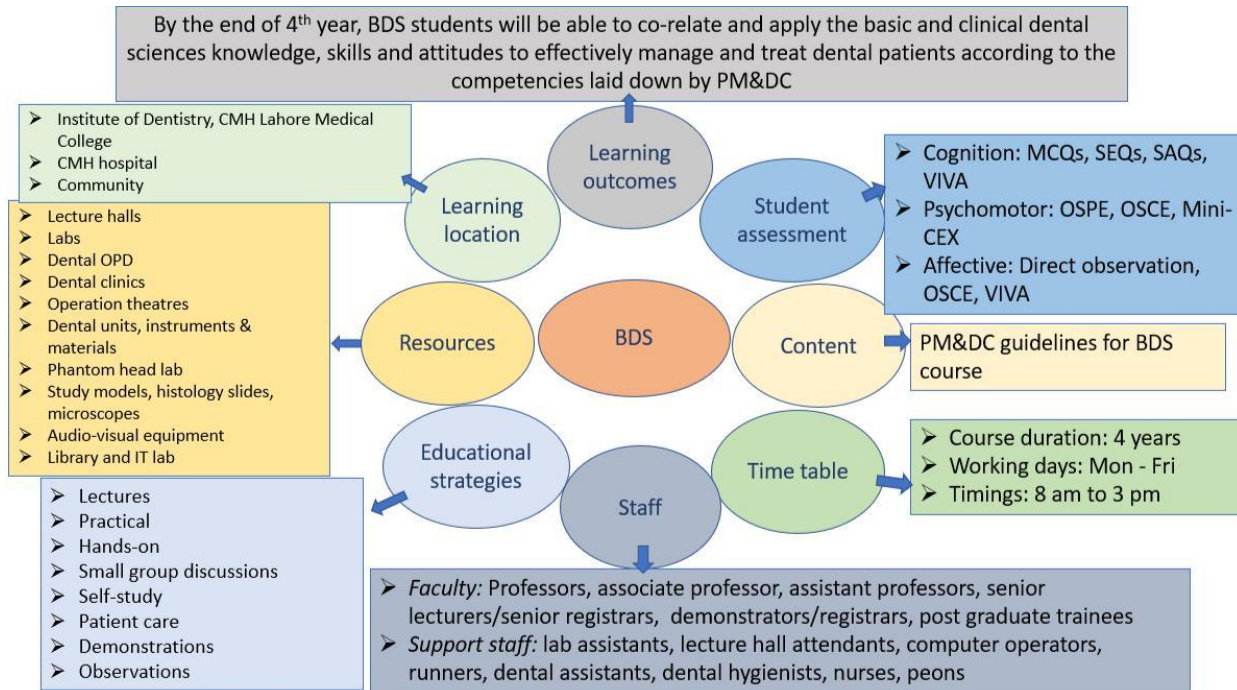 By the end of 4th year, BDS students will be able to co-relate and apply the basic and clinical dental
sciences knowledge, skills and attitudes to effectively manage and treat dental patients according to the
competencies laid down by PM&DC
➢ Institute of Dentistry, CMH Lahore Medical
College
➢ CMH hospital
➢ Community
Learning
location
Learning
outcomes
Student
assessment
➢ Cognition: MCQs, SEQs, SAQs,
VIVA
➢ Psychomotor: OSPE, OSCE, Mini-
CEX
➢ Affective: Direct observation,
OSCE, VIVA
➢ Lecture halls
➢ Labs
➢ Dental OPD
➢ Dental clinics
➢ Operation theatres
➢ Dental units, instruments &
materials
➢ Phantom head lab
➢ Study models, histology slides,
microscopes
➢ Audio-visual equipment
➢ Library and IT lab
Resources
BDS
Content
PM&DC guidelines for BDS
course
Educational
strategies
Staff
Time table
➢ Course duration: 4 years
➢ Working days: Mon - Fri
➢ Timings: 8 am to 3 pm
➢ Lectures
➢ Practical
➢ Hands-on
➢ Small group discussions
➢ Self-study
➢ Patient care
➢ Demonstrations
➢ Observations
➢ Faculty: Professors, associate professor, assistant professors, senior
lecturers/senior registrars, demonstrators/registrars, post graduate trainees
➢ Support staff: lab assistants, lecture hall attendants, computer operators,
runners, dental assistants, dental hygienists, nurses, peons